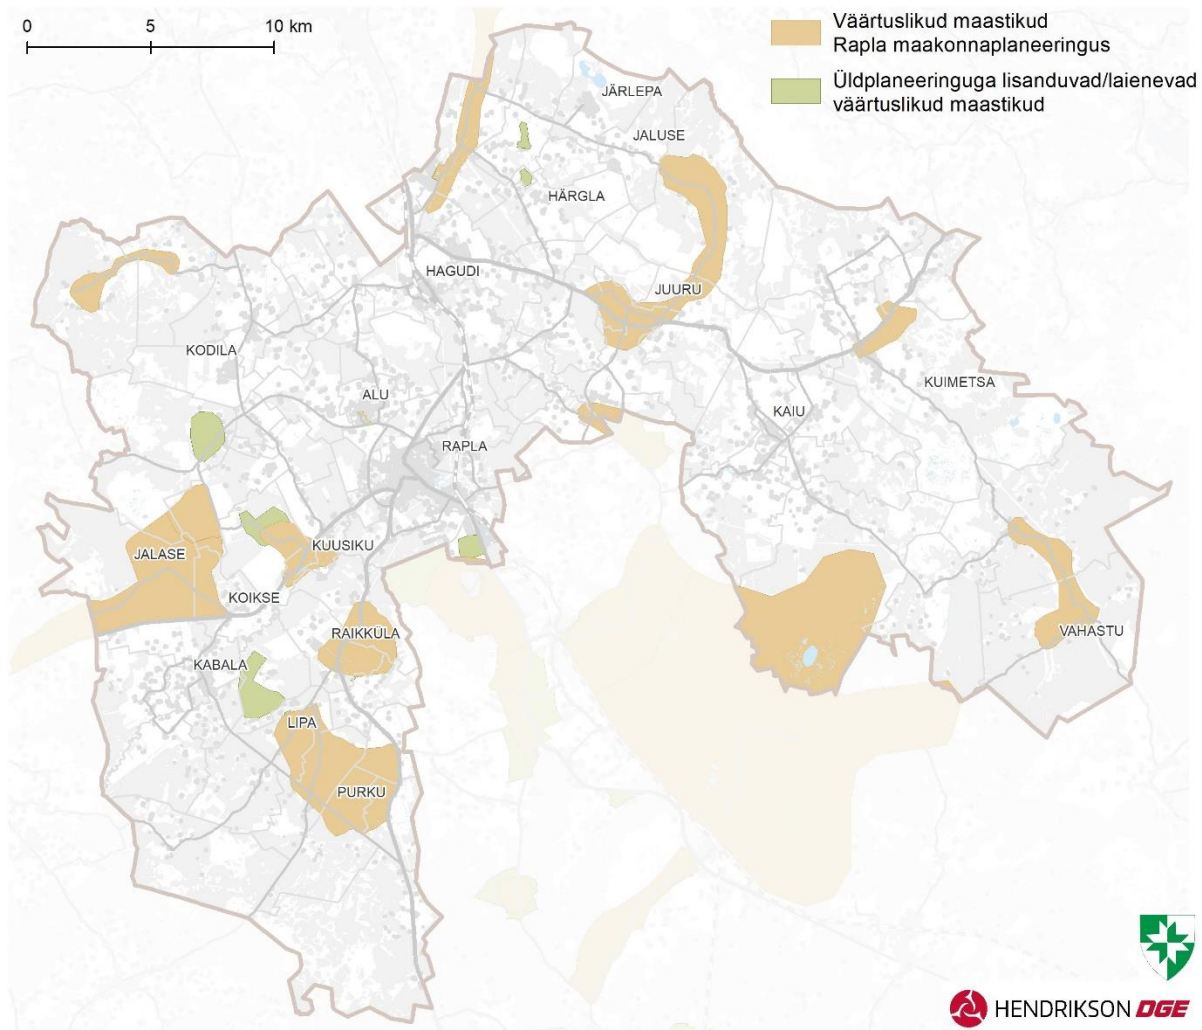 0 5 10 km
Väärtuslikud maastikud
Rapla maakonnaplaneeringus
Üldplaneeringuga lisanduvad/laienevad
väärtuslikud maastikud
JÄRLEPA
JALUSE
HÄRGLA
HAGUDI
JUURU
KODILA
KUIMETSA
ALU
KAIU
RAPLA
KUUSIKU
JALASE
KOIKSE
RAIKKÜLA
VAHASTU
KABALA
LIPA
PURKU
HENDRIKSON DGE